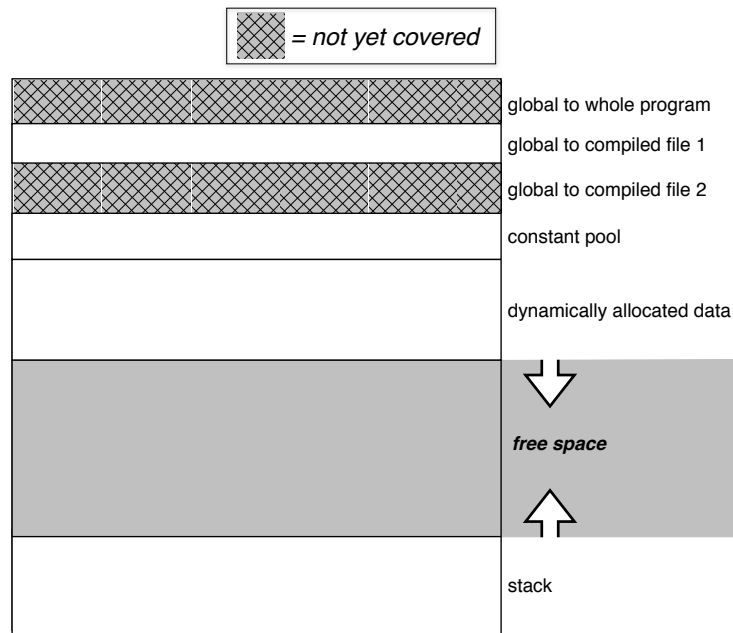 = not yet covered
global to whole program
global to compiled file 1
global to compiled file 2
constant pool
dynamically allocated data
free space
stack